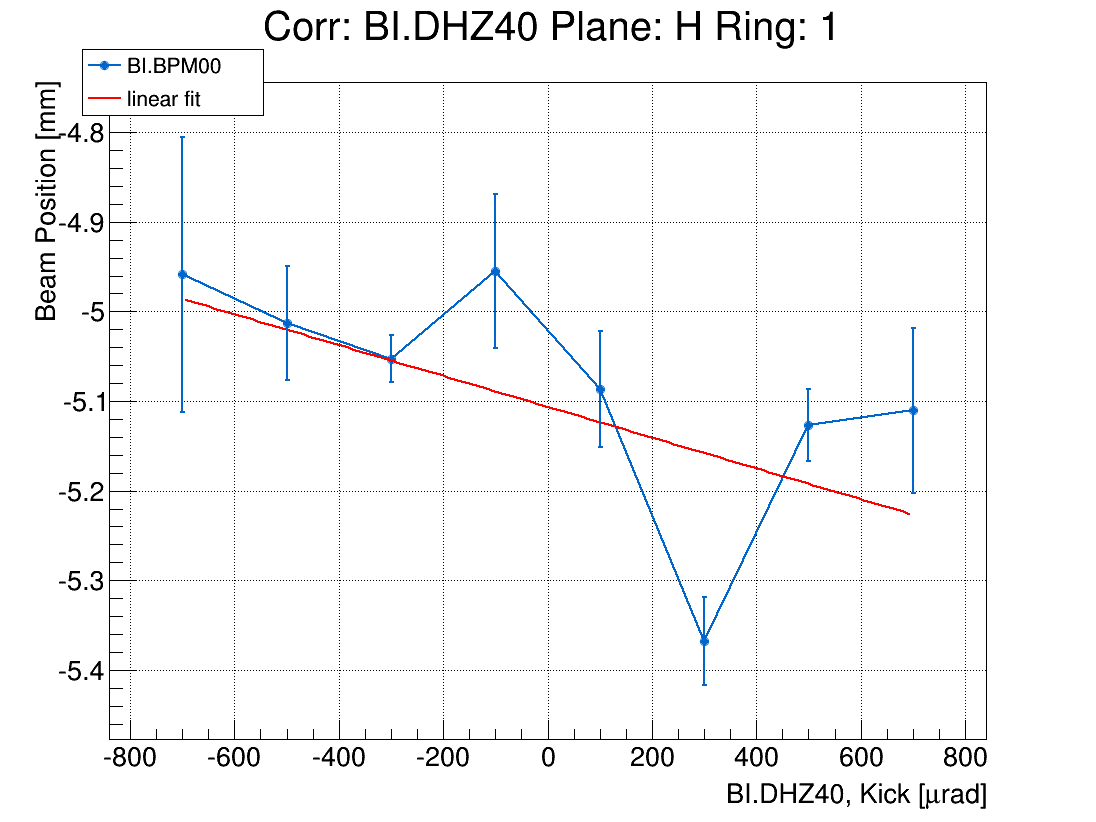 Corr: BI.DHZ40 Plane: H Ring: 1
BI.BPM00
linear fit
Beam Position [mm]
-4.8
-4.9
-5
-5.1
-5.2
-5.3
-5.4
-800 -600 -400 -200 0 200 400 600 800
BI.DHZ40, Kick [μrad]